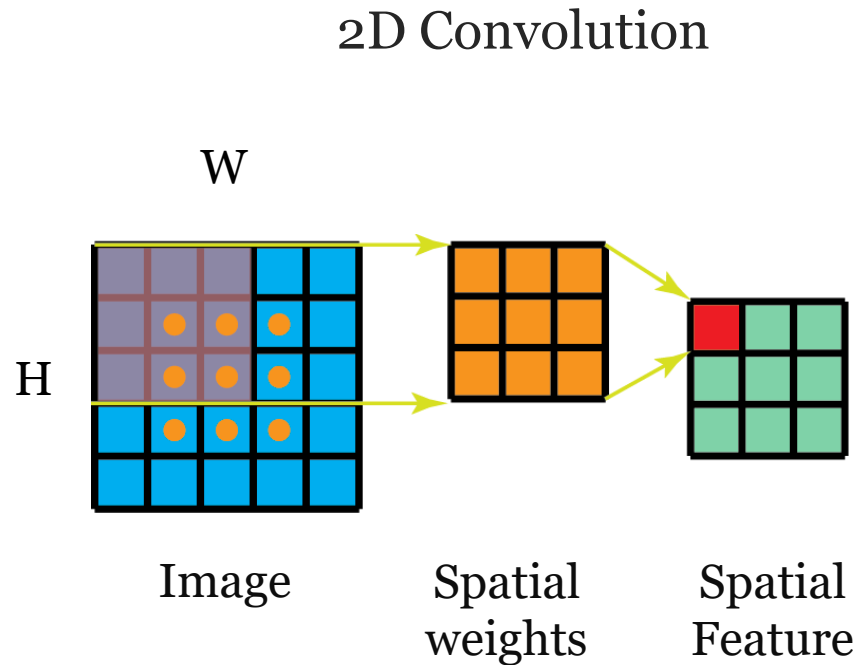 2D Convolution
W
H
Image
Spatial
weights
Spatial
Feature